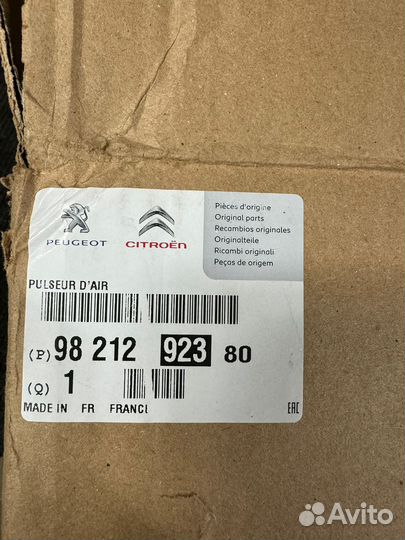 PEUGEOT
CITROËN
Pièces d'origine
Original parts
Recambios originales
Originalteile
Ricambi originali
Peças de origem
PULSEUR D'AIR
(P) 98 212 923 80
(Q) 1
MADE IN FR FRANCE
EAC
Avito